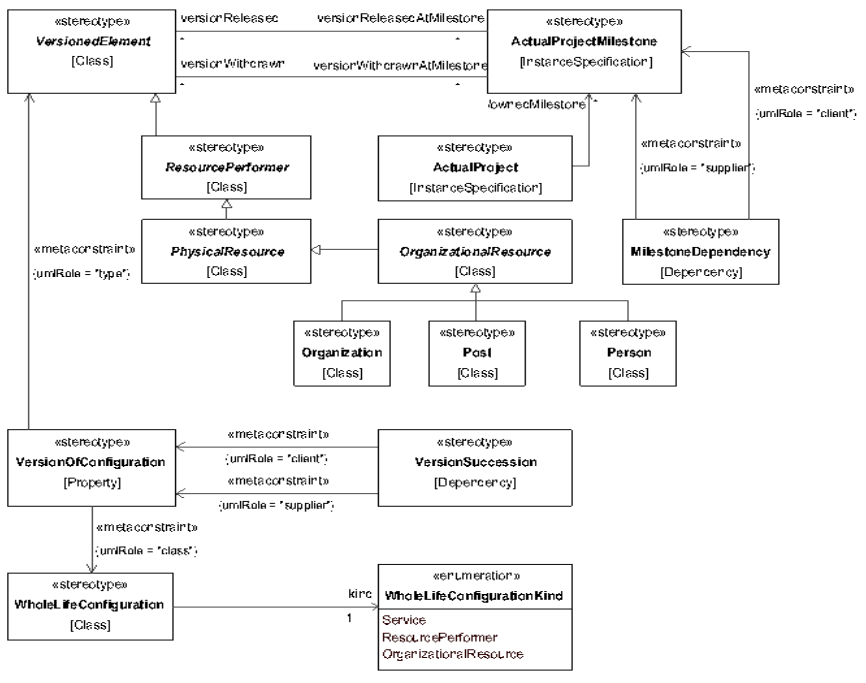 «stereotype»
VersionedElement
[Class]
versionReleased
versionReleasedAtMilestone
*
*
versionWithdrawn
versionWithdrawnAtMilestone
*
*
«stereotype»
ActualProjectMilestone
[InstanceSpecification]
ownedMilestone
*
«metaconstraint»
{umlRole = "client"}
«metaconstraint»
{umlRole = "supplier"}
«stereotype»
ResourcePerformer
[Class]
«stereotype»
ActualProject
[InstanceSpecification]
«stereotype»
PhysicalResource
[Class]
«stereotype»
OrganizationalResource
[Class]
«stereotype»
MilestoneDependency
[Dependency]
«metaconstraint»
{umlRole = "type"}
«stereotype»
Organization
[Class]
«stereotype»
Post
[Class]
«stereotype»
Person
[Class]
«stereotype»
VersionOfConfiguration
[Property]
«metaconstraint»
{umlRole = "client"}
«metaconstraint»
{umlRole = "supplier"}
«stereotype»
VersionSuccession
[Dependency]
«metaconstraint»
{umlRole = "class"}
«stereotype»
WholeLifeConfiguration
[Class]
kind
1
«enumeration»
WholeLifeConfigurationKind
Service
ResourcePerformer
OrganizationalResource